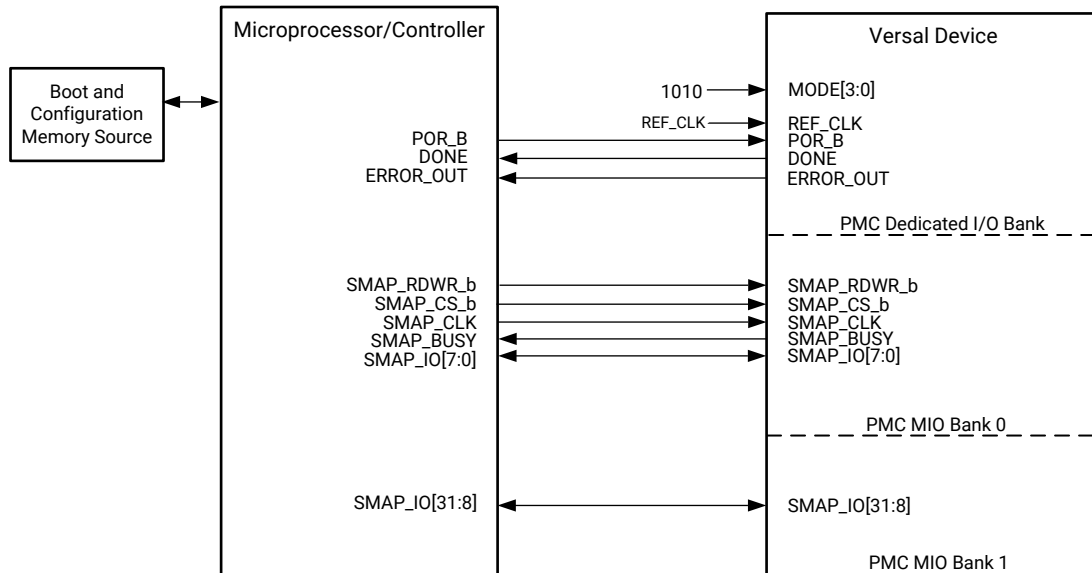 Microprocessor/Controller
Versal Device
Boot and
Configuration
Memory Source
1010
MODE[3:0]
REF_CLK
REF_CLK
POR_B
POR_B
DONE
DONE
ERROR_OUT
ERROR_OUT
PMC Dedicated I/O Bank
SMAP_RDWR_b
SMAP_RDWR_b
SMAP_CS_b
SMAP_CS_b
SMAP_CLK
SMAP_CLK
SMAP_BUSY
SMAP_BUSY
SMAP_IO[7:0]
SMAP_IO[7:0]
PMC MIO Bank 0
SMAP_IO[31:8]
SMAP_IO[31:8]
PMC MIO Bank 1